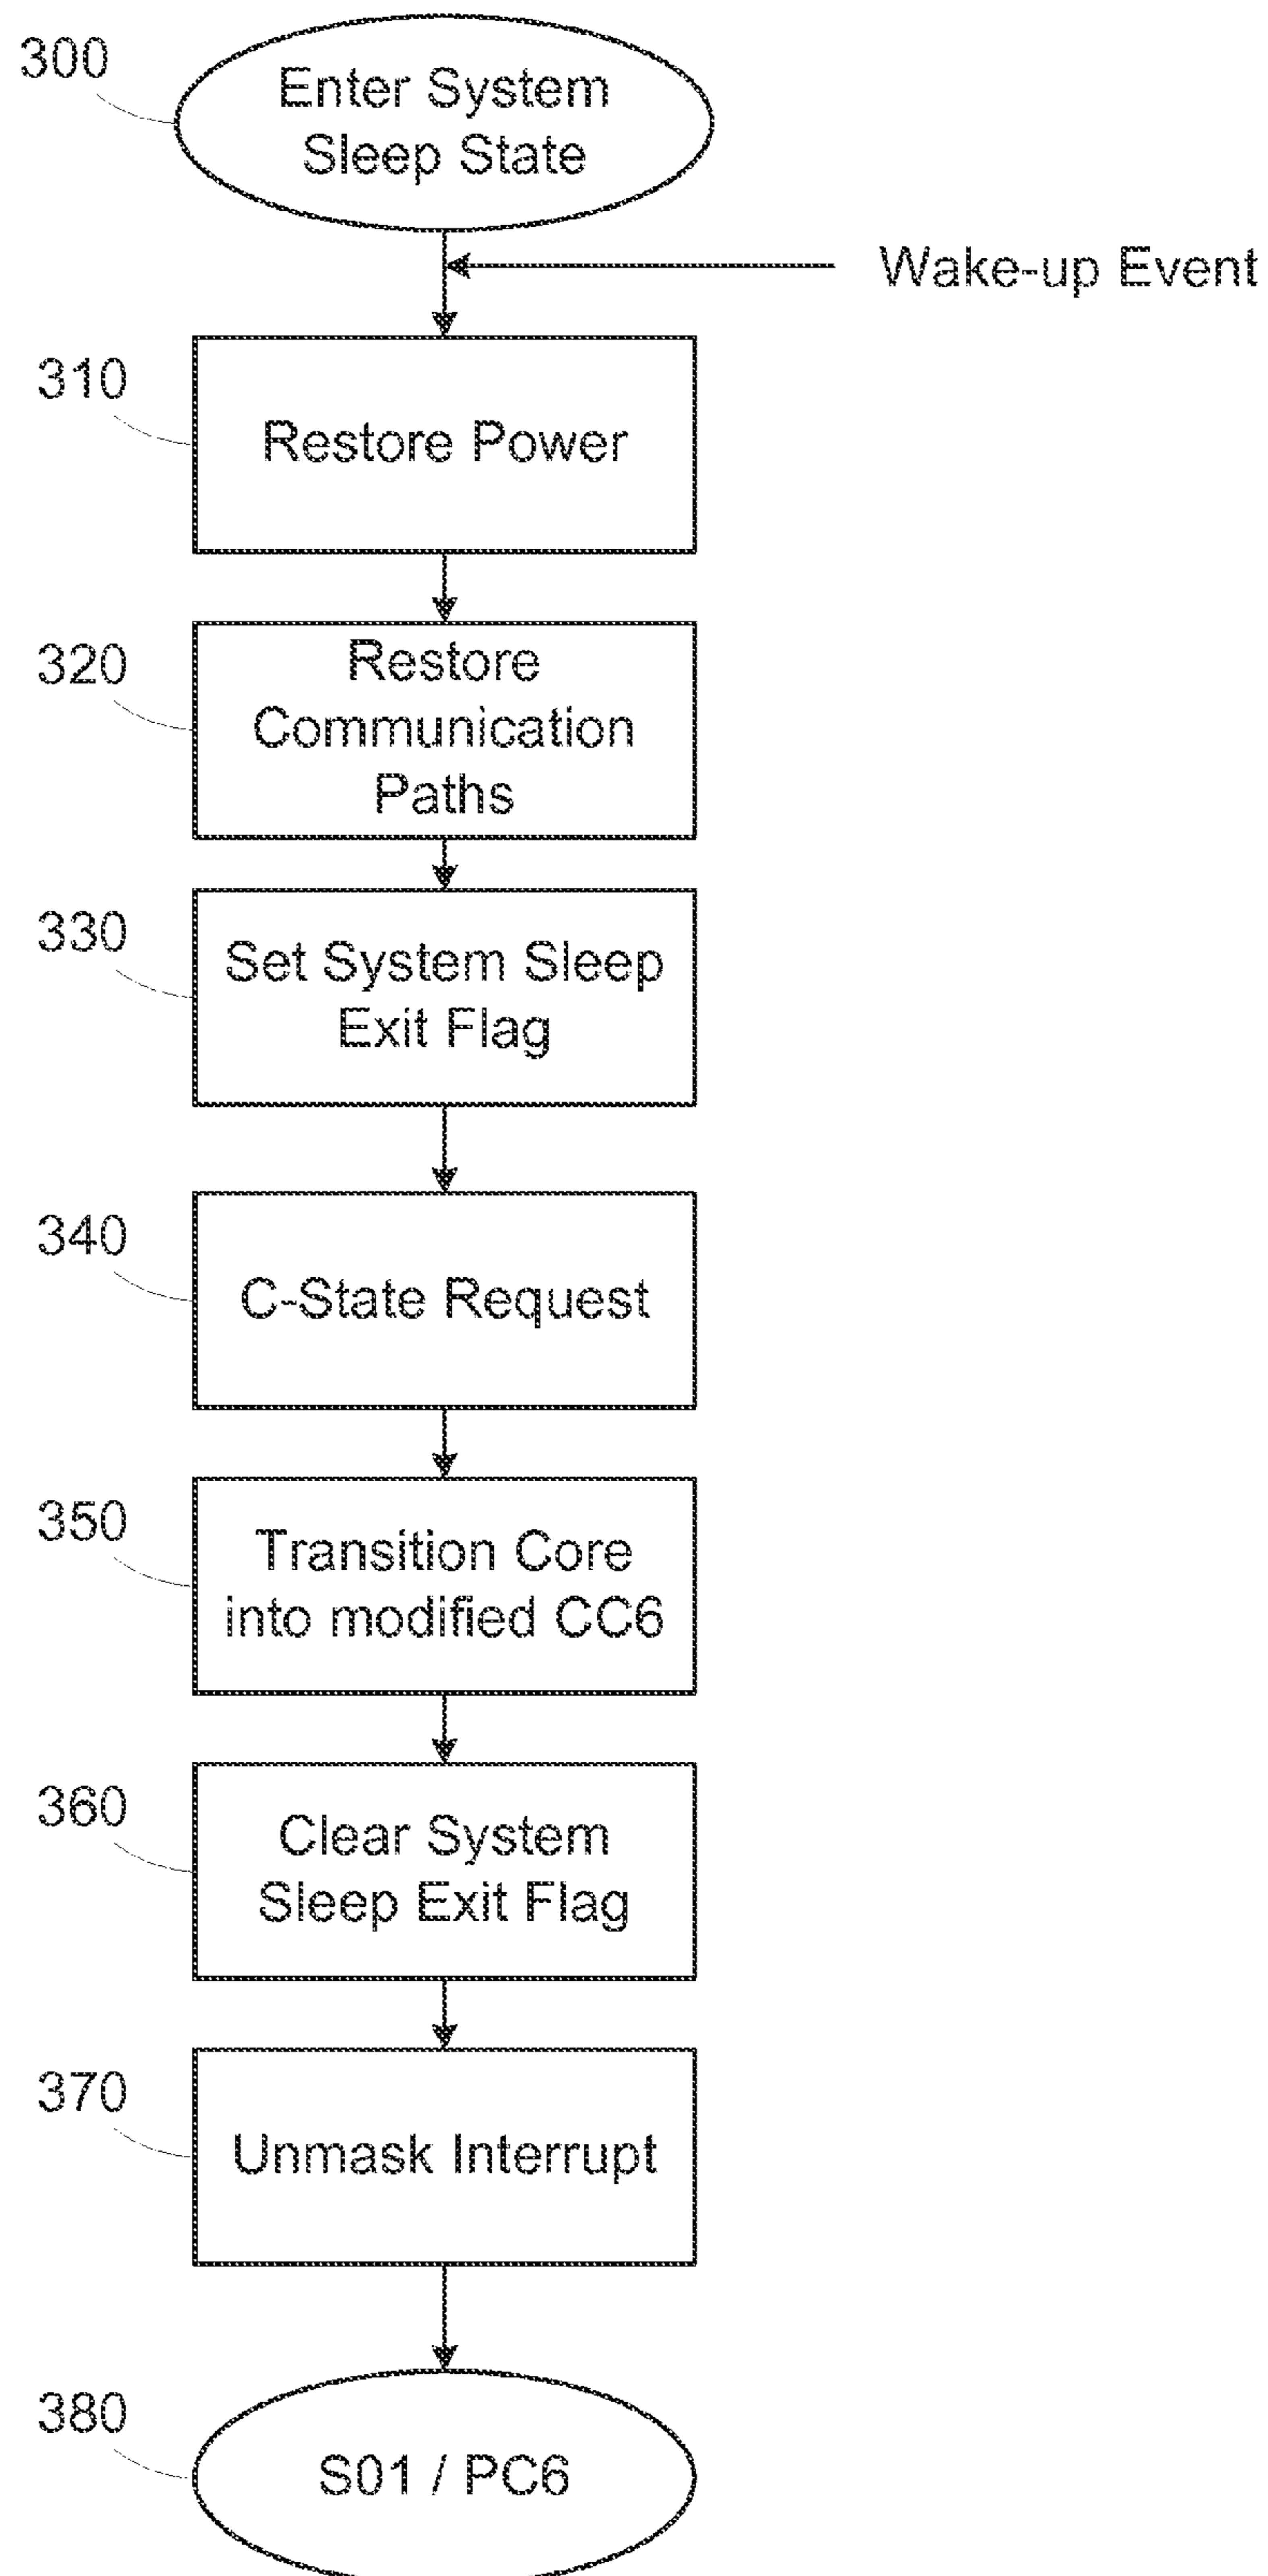 300
Enter System
Sleep State
Wake-up Event
310
Restore Power
320
Restore
Communication
Paths
330
Set System Sleep
Exit Flag
340
C-State Request
350
Transition Core
into modified CC6
360
Clear System
Sleep Exit Flag
370
Unmask Interrupt
380
S01 / PC6